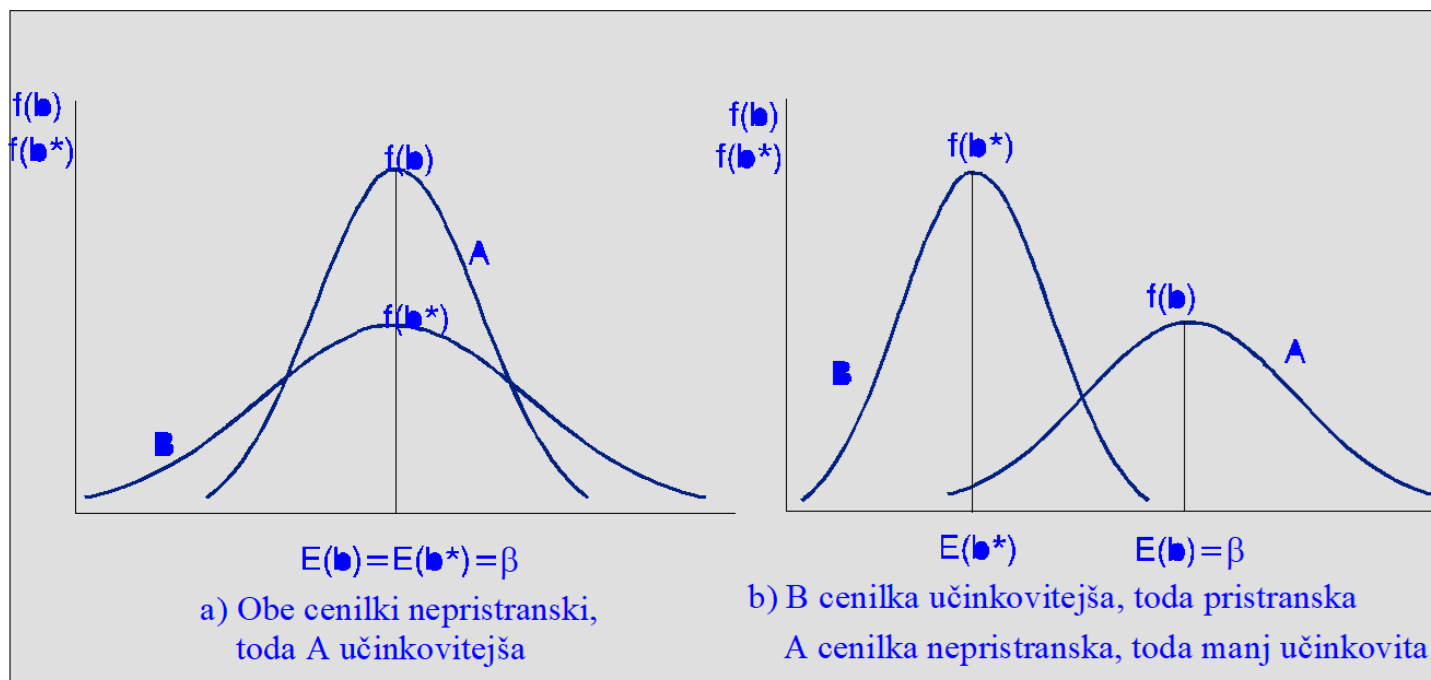 f(b)
f(b*)
f(b)
A
f(b*)
B
E(b)=E(b*)=β
a) Obe cenilki nepristranski,
toda A učinkovitejša
f(b)
f(b*)
f(b*)
f(b)
B
A
E(b*)
E(b)=β
b) B cenilka učinkovitejša, toda pristranska
A cenilka nepristranska, toda manj učinkovita